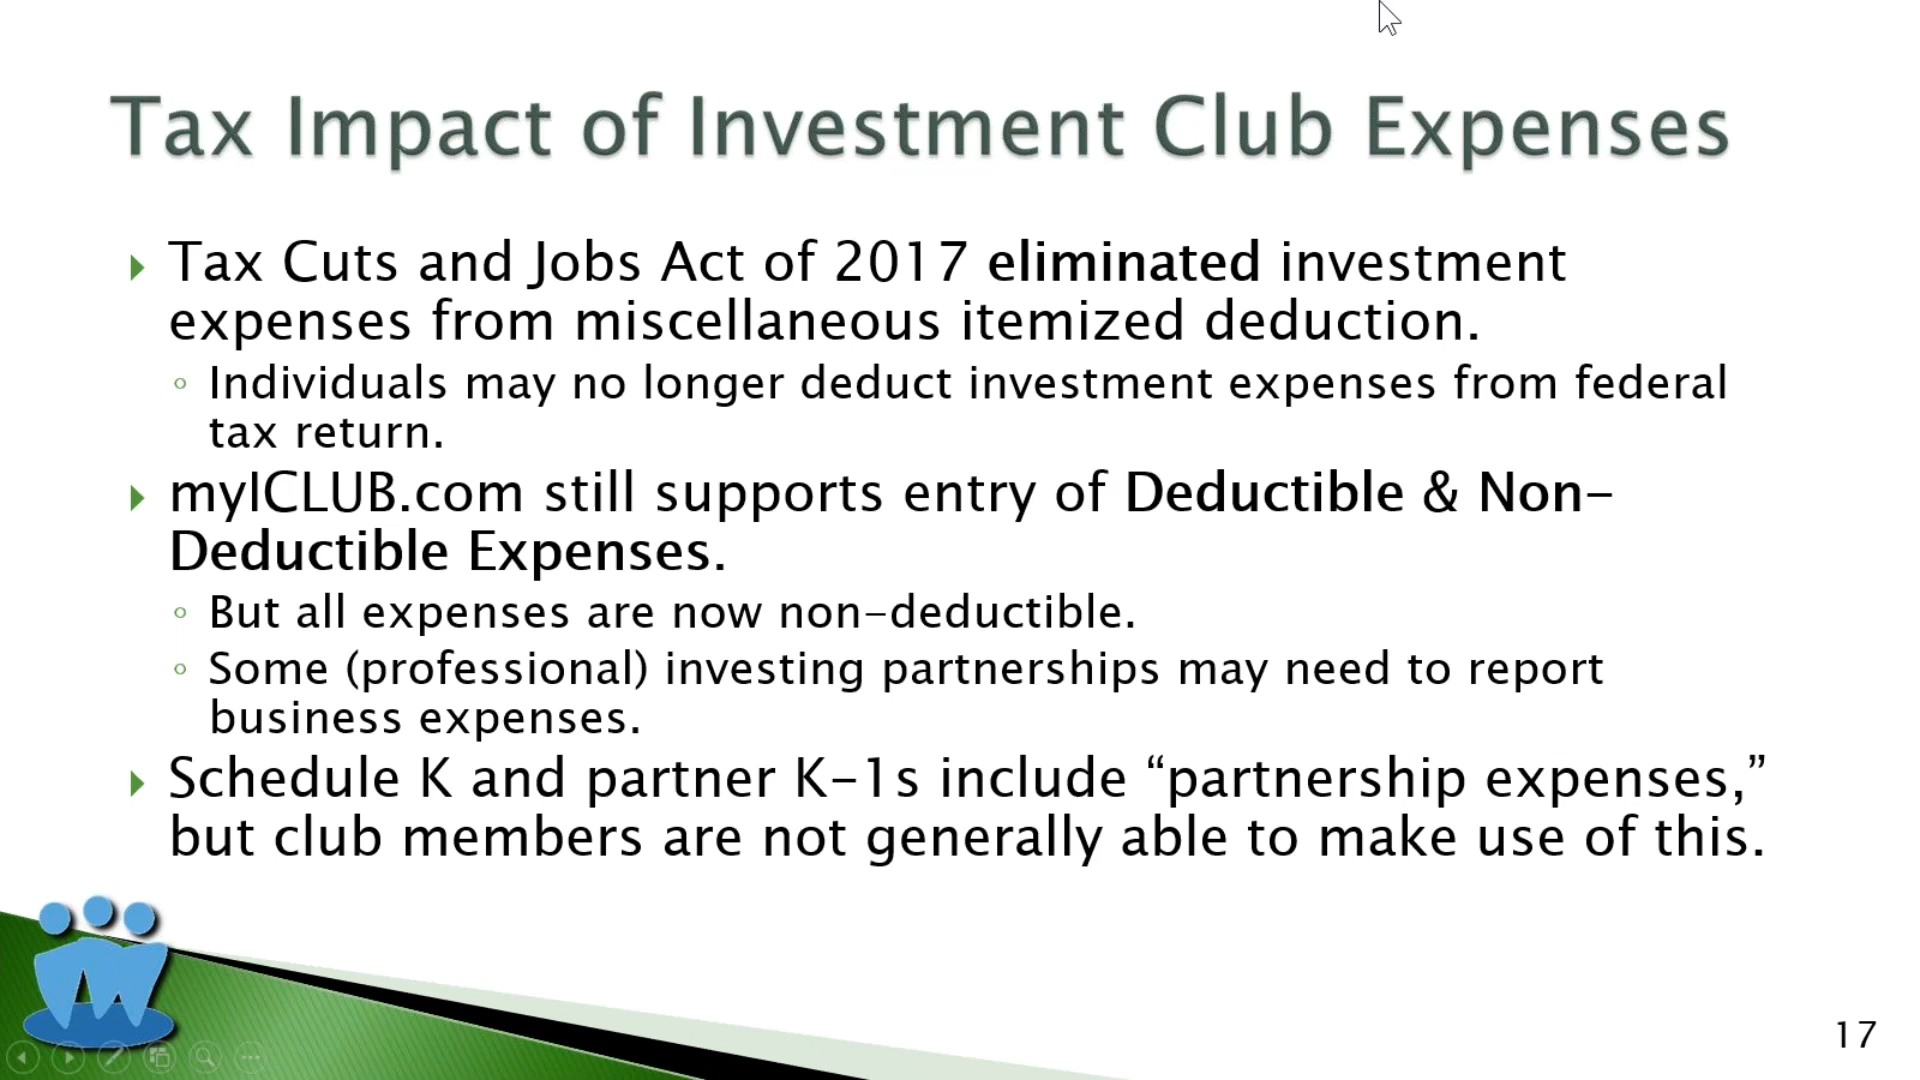 Tax Impact of Investment Club Expenses
Tax Cuts and Jobs Act of 2017 eliminated investment
expenses from miscellaneous itemized deduction.
Individuals may no longer deduct investment expenses from federal
tax return.
myICLUB.com still supports entry of Deductible & Non-
Deductible Expenses.
But all expenses are now non-deductible.
Some (professional) investing partnerships may need to report
business expenses.
Schedule K and partner K-1s include “partnership expenses,”
but club members are not generally able to make use of this.
17